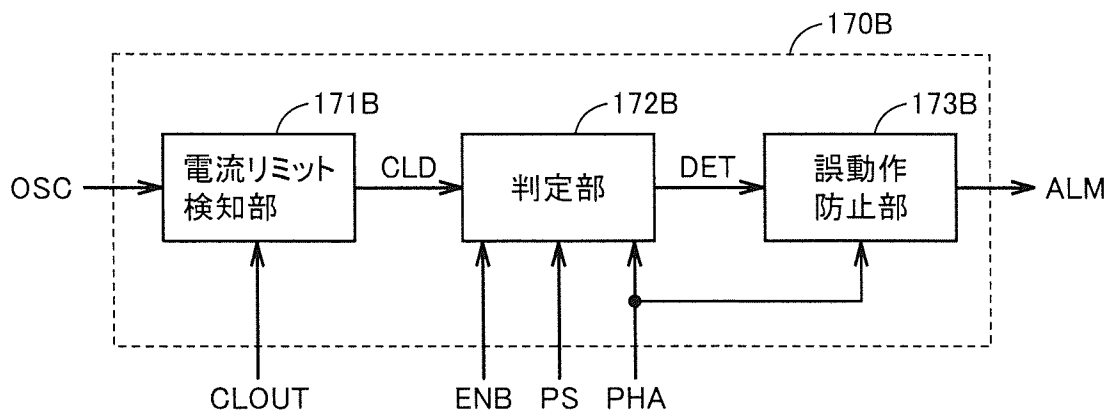 170B
171B
172B
173B
OSC
電流リミット
検知部
CLD
判定部
DET
誤動作
防止部
ALM
CLOUT
ENB
PS
PHA